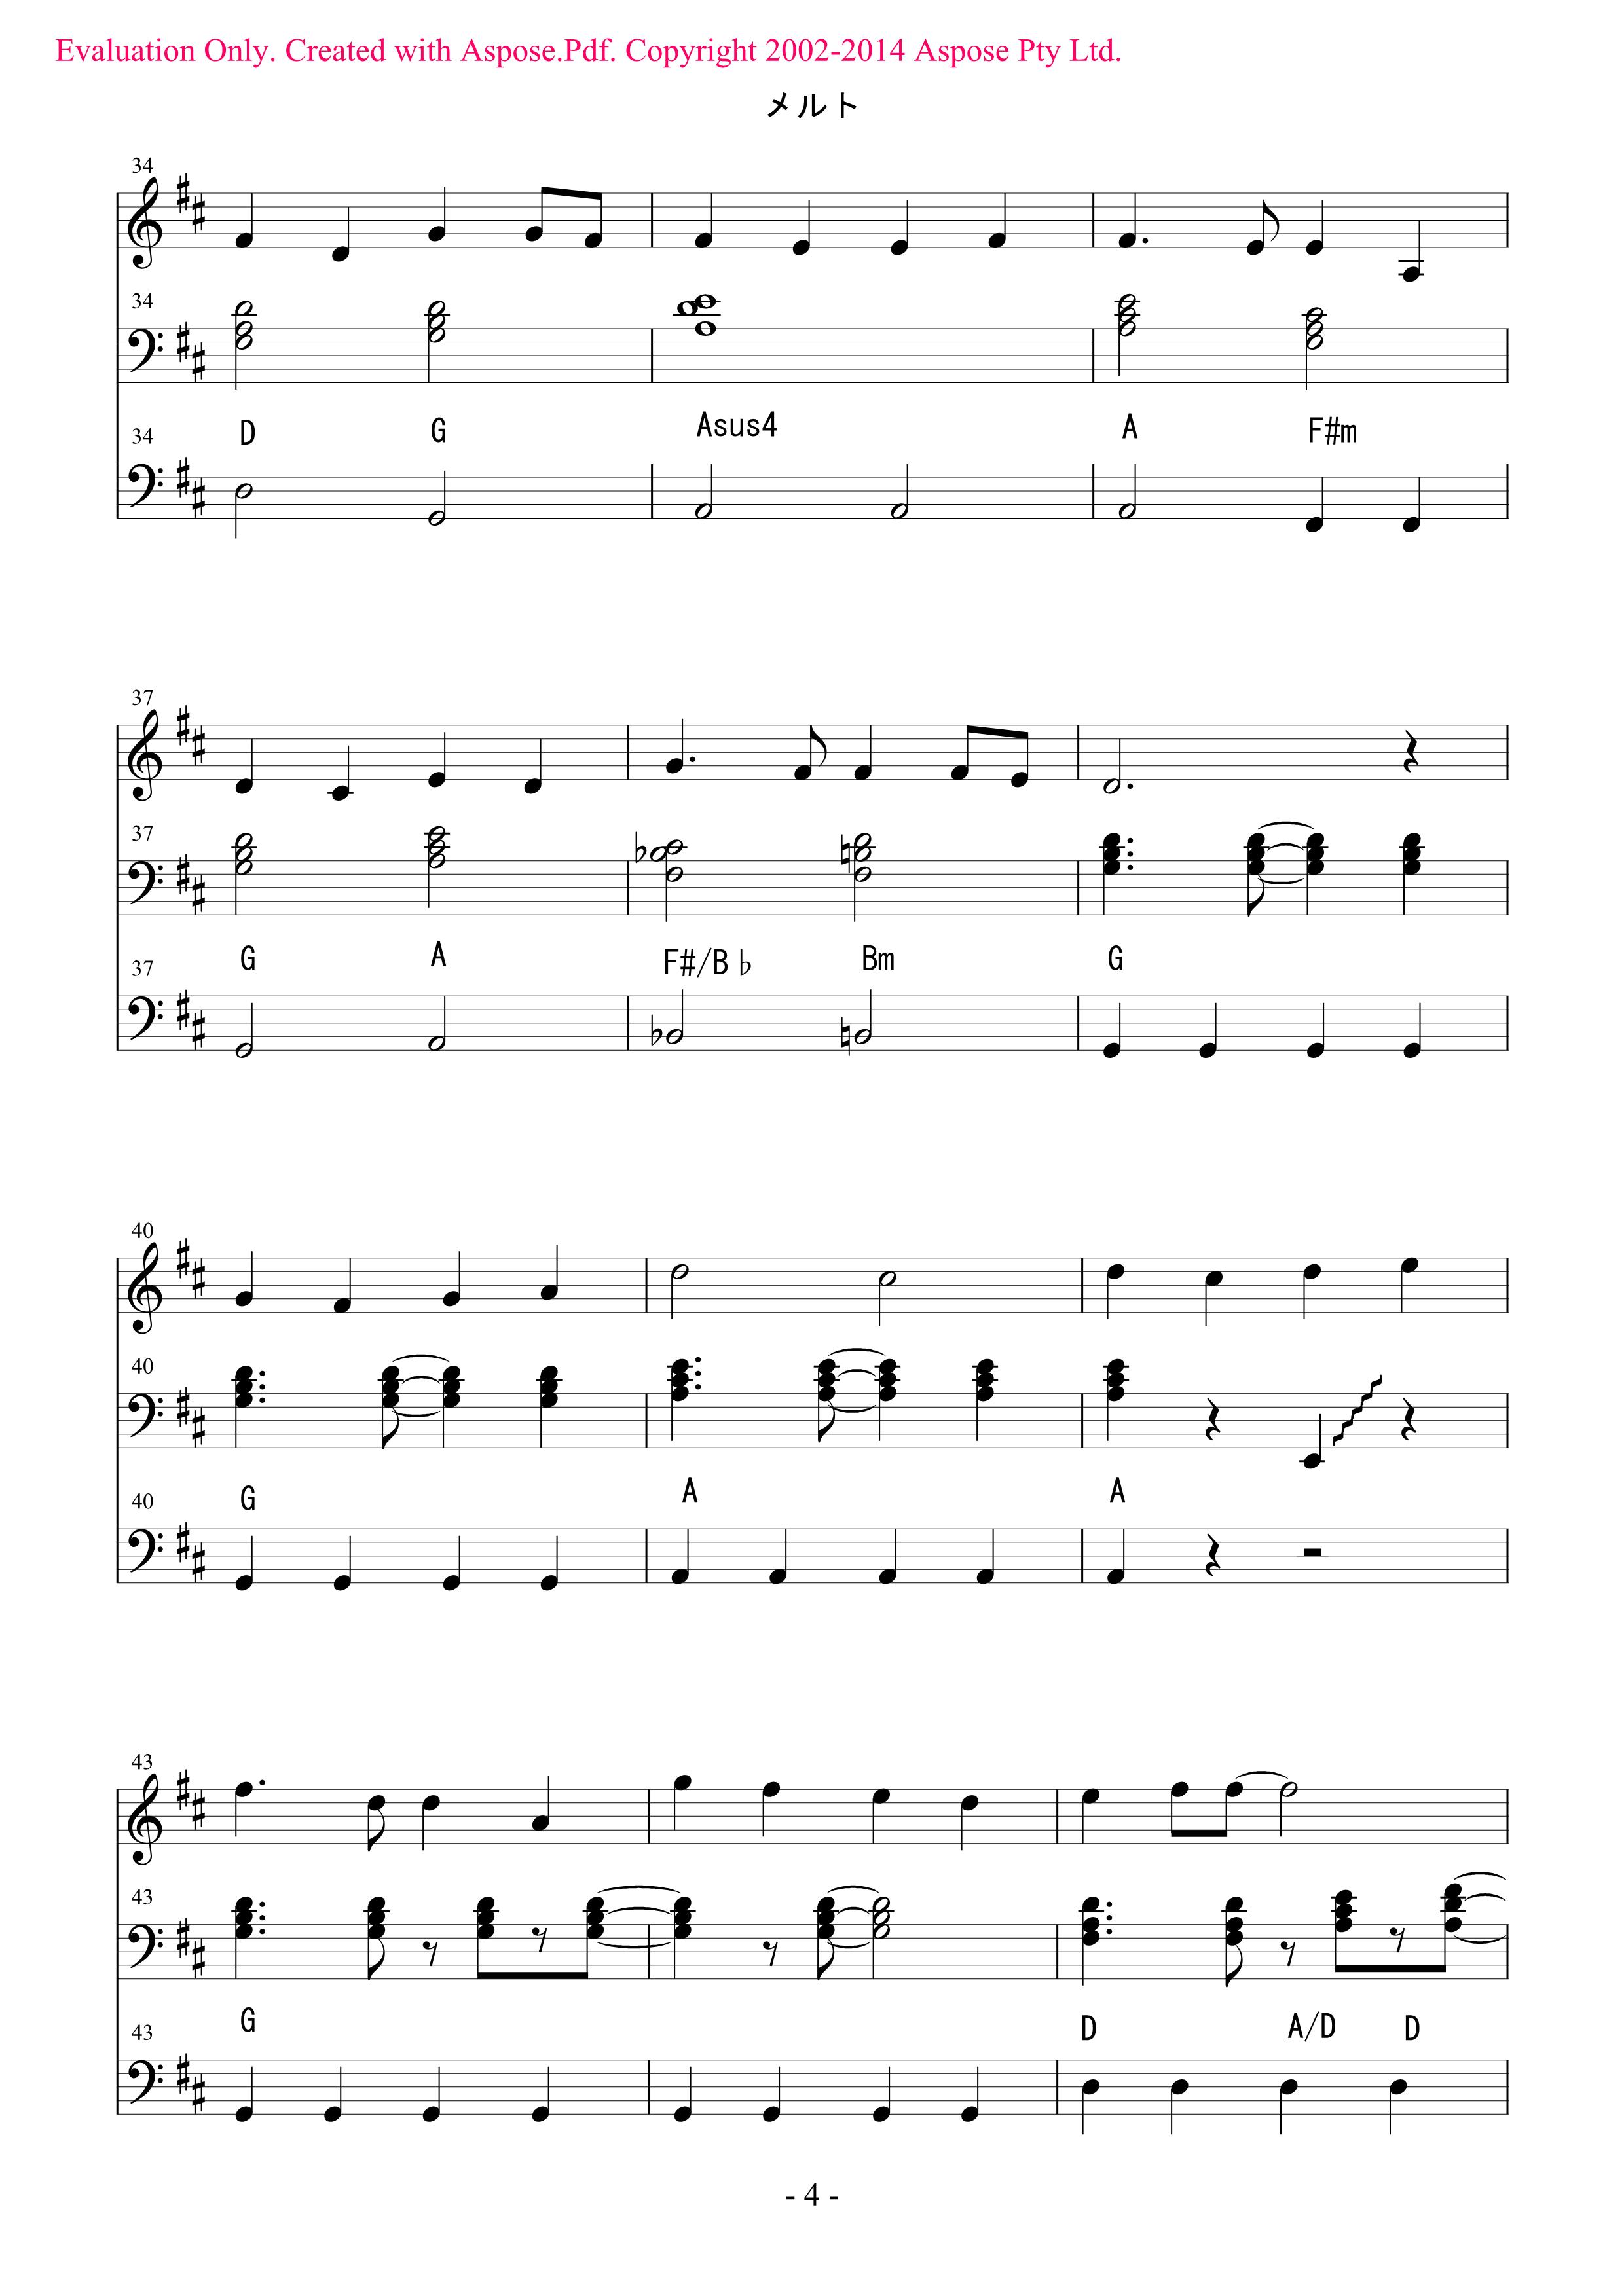 Evaluation Only. Created with Aspose.Pdf. Copyright 2002-2014 Aspose Pty Ltd.
メルト
34
34
D G Asus4 A F#m
34
37
37
G A F#/B♭ Bm G
37
40
40
G A A
40
43
43
G D A/D D
43
- 4 -